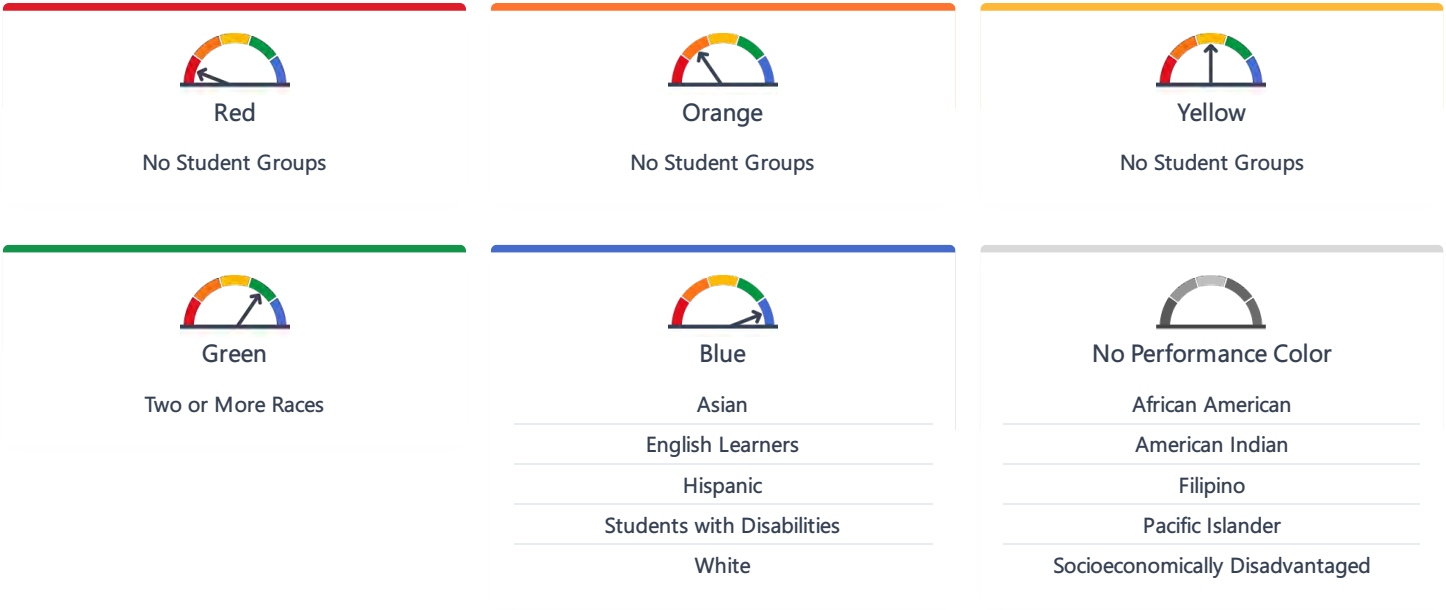 Red
No Student Groups
Orange
No Student Groups
Yellow
No Student Groups
Green
Two or More Races
Blue
Asian
English Learners
Hispanic
Students with Disabilities
White
No Performance Color
African American
American Indian
Filipino
Pacific Islander
Socioeconomically Disadvantaged